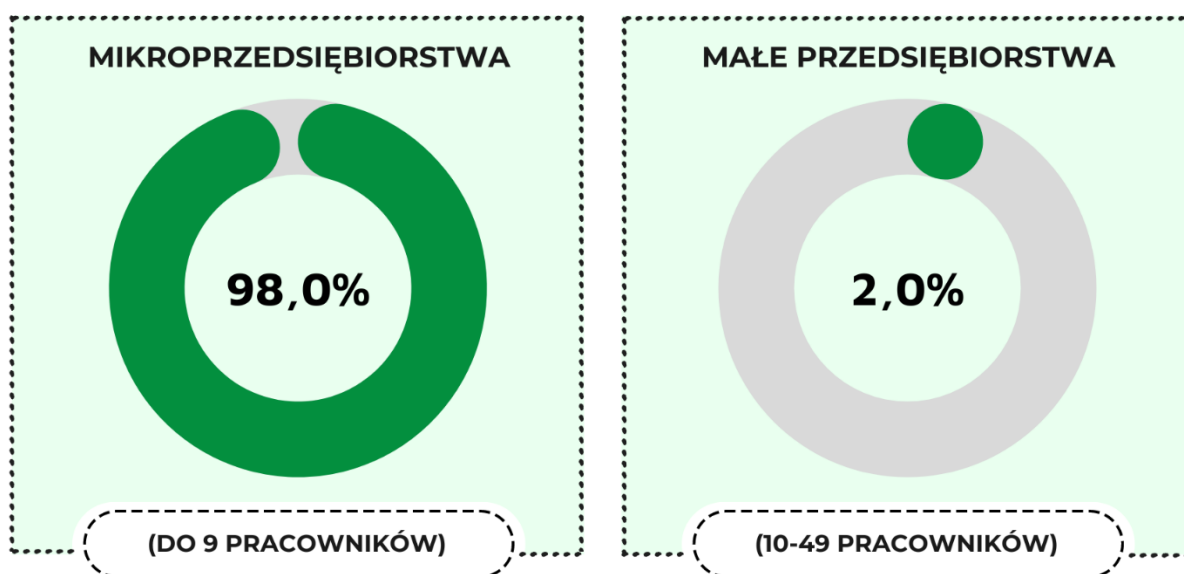 MIKROPRZEDSIĘBIORSTWA
98,0%
(DO 9 PRACOWNIKÓW)
MAŁE PRZEDSIĘBIORSTWA
2,0%
(10-49 PRACOWNIKÓW)